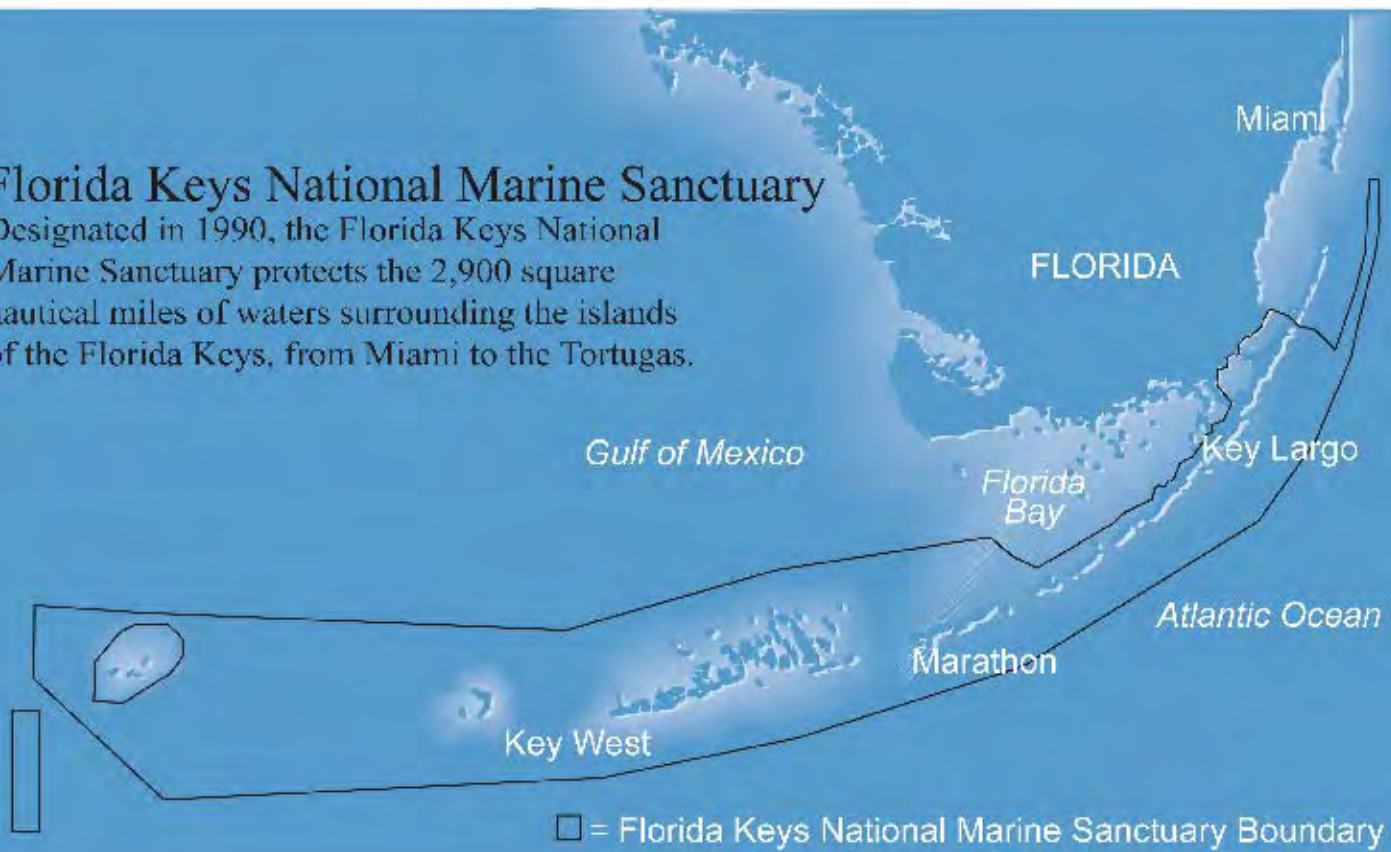 Florida Keys National Marine Sanctuary
Designated in 1990, the Florida Keys National
Marine Sanctuary protects the 2,900 square
nautical miles of waters surrounding the islands
of the Florida Keys, from Miami to the Tortugas.
Miami
FLORIDA
Gulf of Mexico
Key Largo
Florida
Bay
Atlantic Ocean
Marathon
Key West
= Florida Keys National Marine Sanctuary Boundary